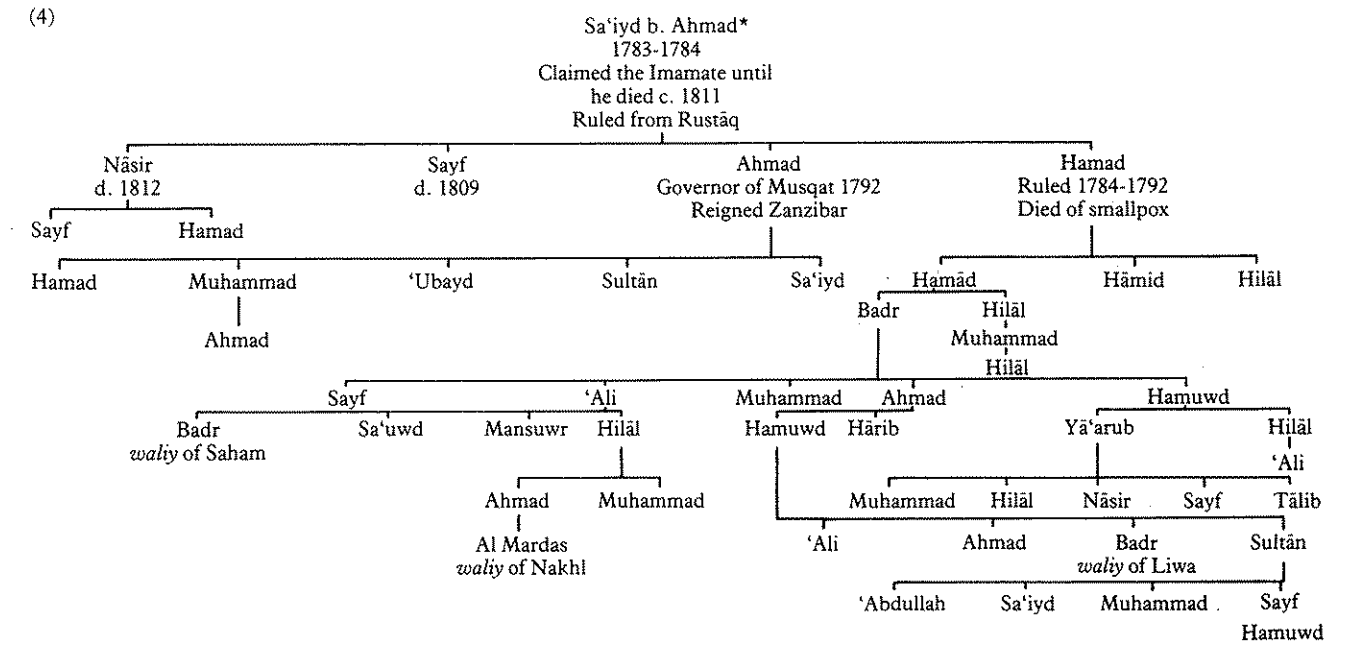 (4)
Sa‘iyd b. Ahmad*
1783-1784
Claimed the Imamate until
he died c. 1811
Ruled from Rustāq
Nāsir Sayf Ahmad Hamad
d. 1812 d. 1809 Governor of Musqat 1792 Ruled 1784-1792
Reigned Zanzibar Died of smallpox
Sayf Hamad
Hamad Muhammad ‘Ubayd Sultān Sa‘iyd Hamād Hāmid Hilāl
Badr Hilāl
Ahmad Muhammad
Hilāl
Sayf ‘Ali Muhammad Ahmad Hamuwd
Badr Sa‘uwd Mansuwr Hilāl Hamuwd Hārib Yā‘arub Hilāl
waliy of Saham
‘Ali
Ahmad Muhammad Muhammad Hilāl Nāsir Sayf Tālib
Al Mardas ‘Ali Ahmad Badr Sultān
waliy of Nakhl waliy of Liwa
‘Abdullah Sa‘iyd Muhammad Sayf
Hamuwd